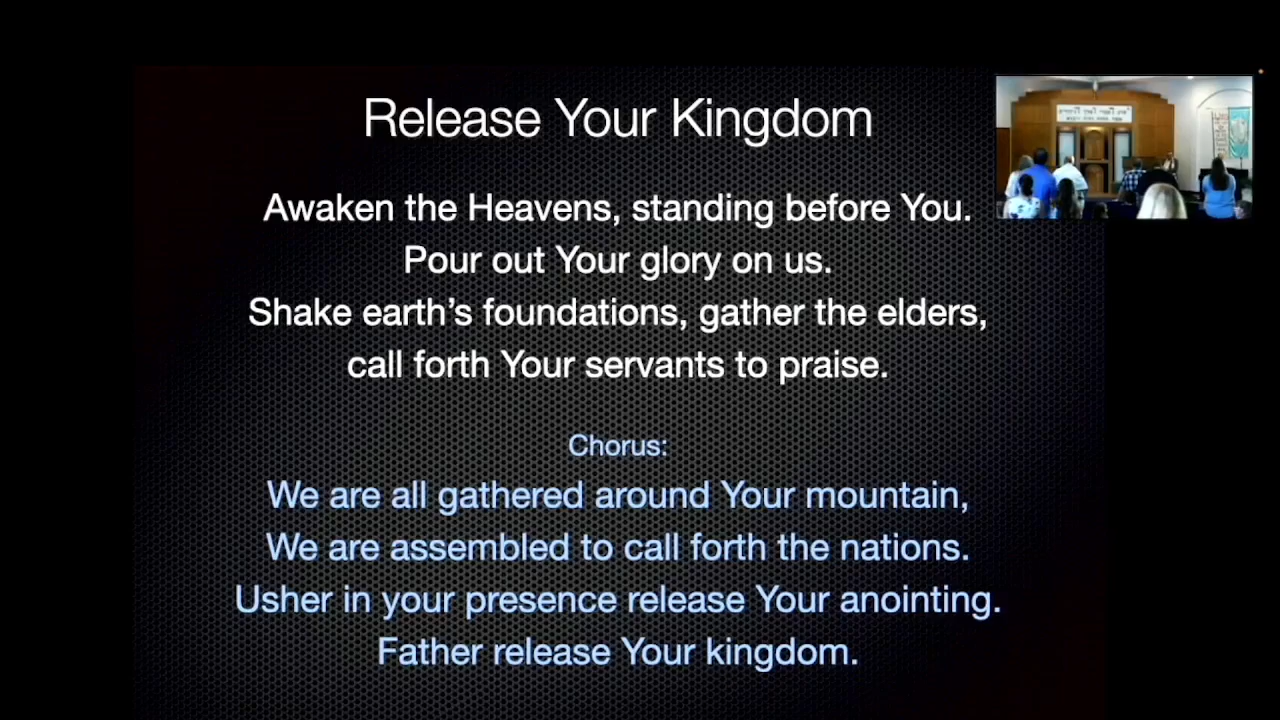 Release Your Kingdom
Awaken the Heavens, standing before You.
Pour out Your glory on us.
Shake earth’s foundations, gather the elders,
call forth Your servants to praise.
Chorus:
We are all gathered around Your mountain,
We are assembled to call forth the nations.
Usher in your presence release Your anointing.
Father release Your kingdom.